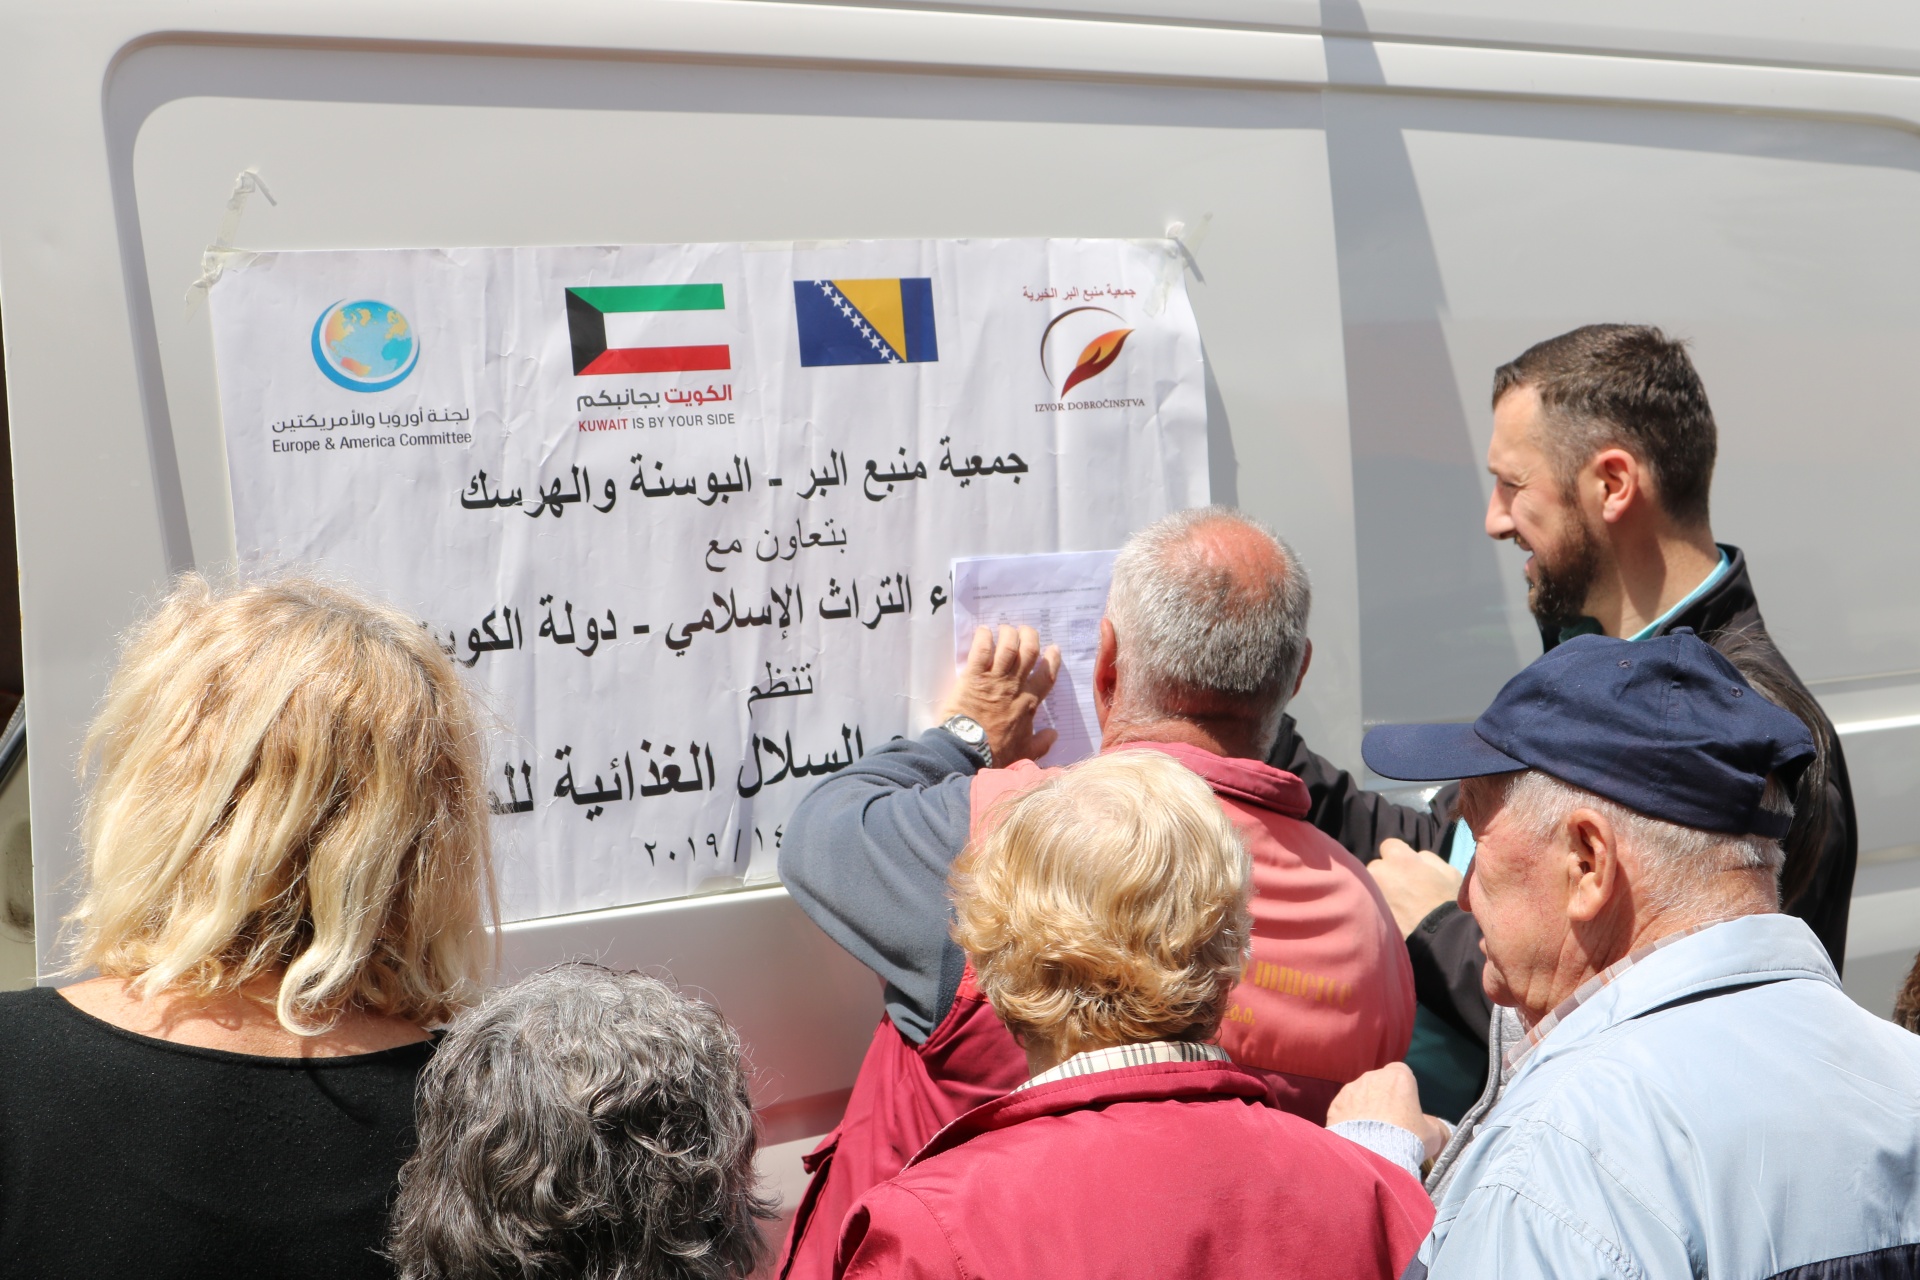 لجنة أوروبا والأمريكتين
Europe & America Committee
الكويت بجانبكم
KUWAIT IS BY YOUR SIDE
جمعية منبع البر الخيرية
IZVOR DOBROČINSTVA
جمعية منبع البر - البوسنة والهرسك
بتعاون مع
التراث الإسلامي - دولة
تنظم
السلال الغذائية
٢٠١٩ / ١٤